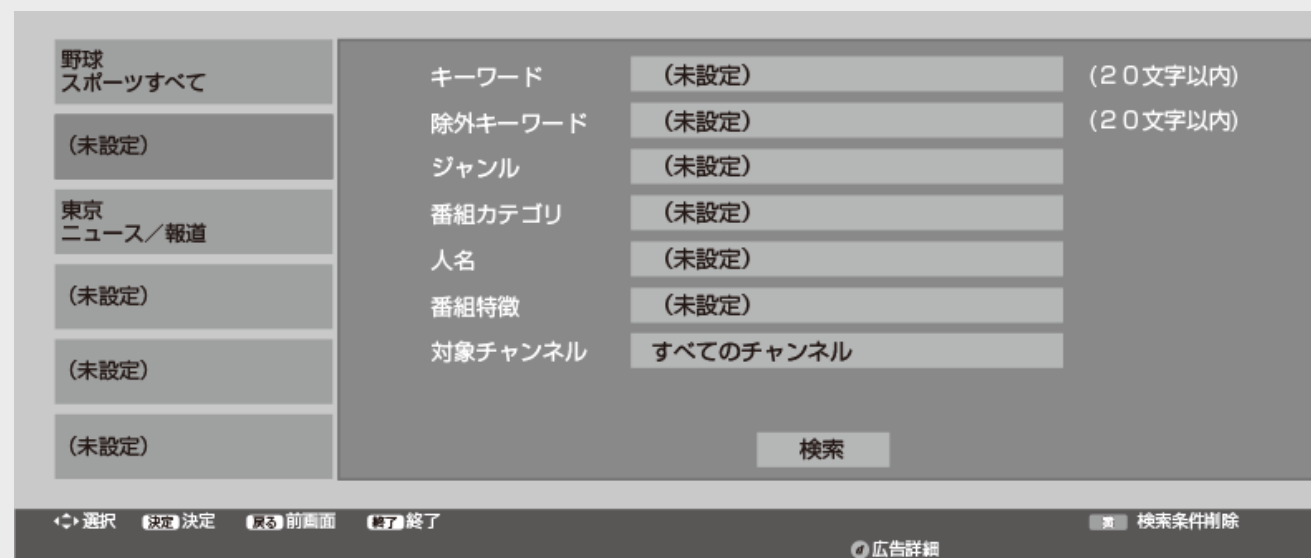 野球
スポーツすべて
（未設定）
東京
ニュース／報道
（未設定）
（未設定）
（未設定）
キーワード （未設定） (２０文字以内)
除外キーワード （未設定） (２０文字以内)
ジャンル （未設定）
番組カテゴリ （未設定）
人名 （未設定）
番組特徴 （未設定）
対象チャンネル すべてのチャンネル
検索
選択 決定 決定 戻る 前画面 終了 終了 黄 検索条件削除
d 広告詳細